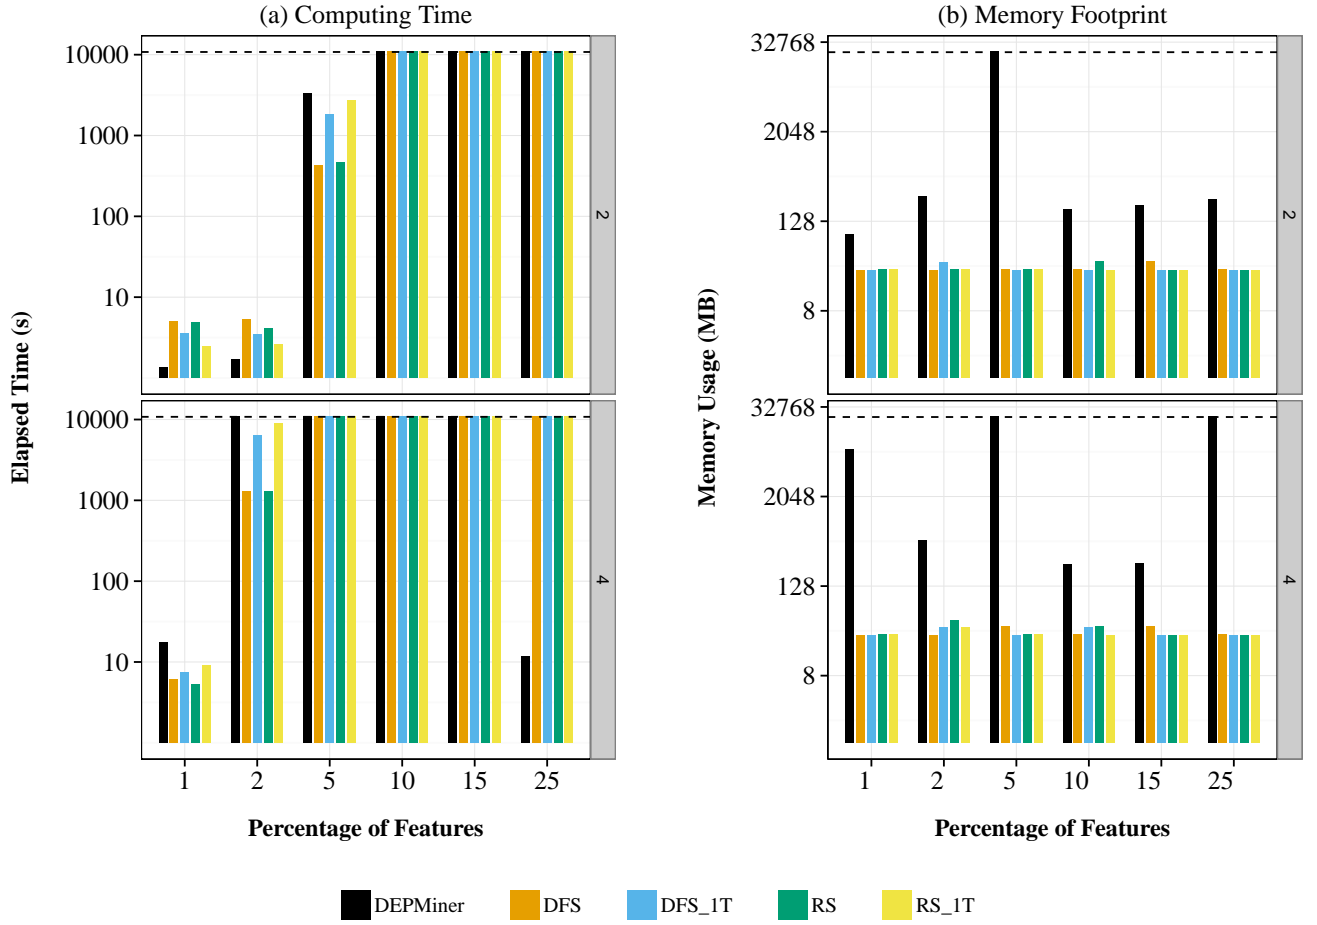 (a) Computing Time
(b) Memory Footprint
Elapsed Time (s)
10000
1000
100
10
2
10000
1000
100
10
4
1 2 5 10 15 25
Percentage of Features
Memory Usage (MB)
32768
2048
128
8
2
32768
2048
128
8
4
1 2 5 10 15 25
Percentage of Features
DEPMiner DFS DFS_1T RS RS_1T